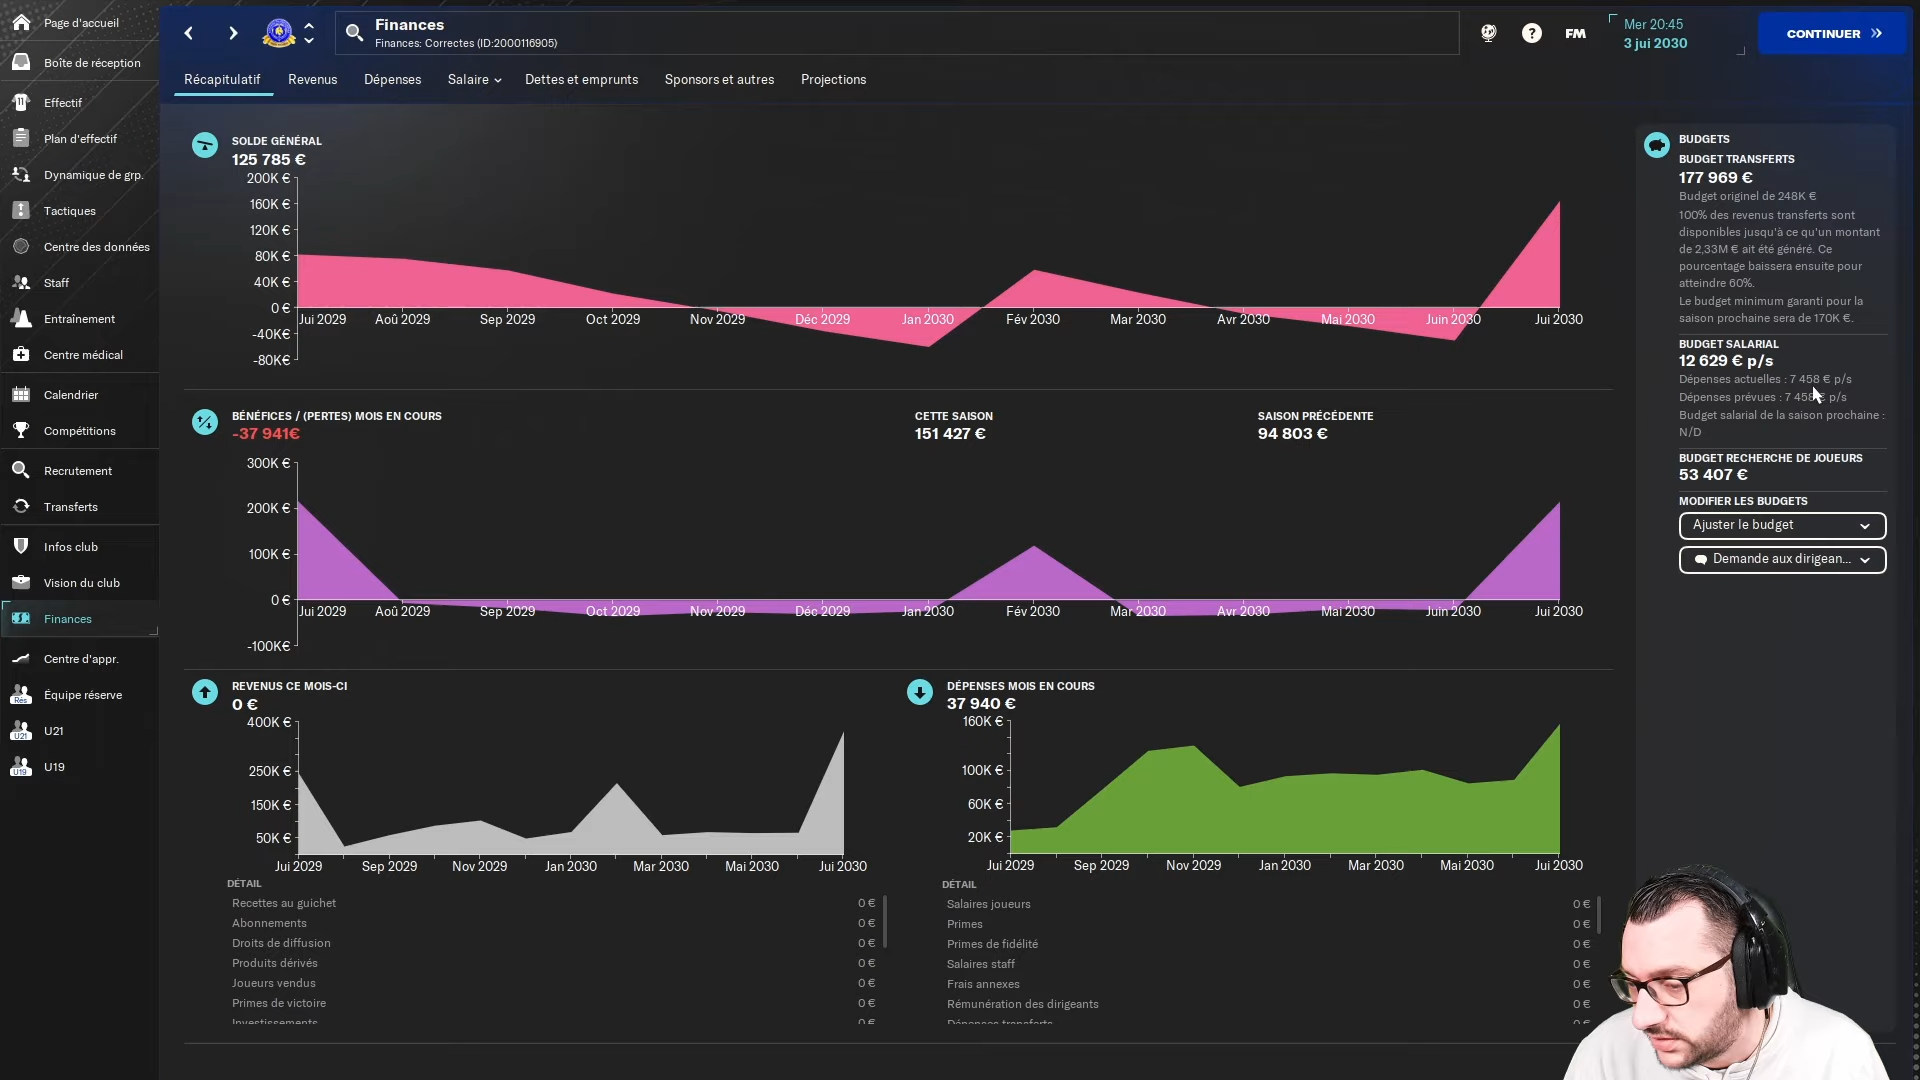 Page d'accueil
Boîte de réception
Effectif
Plan d'effectif
Dynamique de grp.
Tactiques
Centre des données
Staff
Entraînement
Centre médical
Calendrier
Compétitions
Recrutement
Transferts
Infos club
Vision du club
Finances
Centre d'appr.
Rés
Équipe réserve
U21
U21
U19
U19
Finances
Finances: Correctes (ID:2000116905)
?
FM
Mer 20:45
3 jui 2030
CONTINUER
Récapitulatif
Revenus
Dépenses
Salaire
Dettes et emprunts
Sponsors et autres
Projections
SOLDE GÉNÉRAL
125 785 €
200K €
160K €
120K €
80K €
40K €
0 €
-40K €
-80K€
Jui 2029 Aoû 2029 Sep 2029 Oct 2029 Nov 2029 Déc 2029 Jan 2030 Fév 2030 Mar 2030 Avr 2030 Mai 2030 Juin 2030 Jui 2030
BÉNÉFICES / (PERTES) MOIS EN COURS
-37 941€
CETTE SAISON
151 427 €
SAISON PRÉCÉDENTE
94 803 €
300K €
200K €
100K €
0 €
-100K€
Jui 2029 Aoû 2029 Sep 2029 Oct 2029 Nov 2029 Déc 2029 Jan 2030 Fév 2030 Mar 2030 Avr 2030 Mai 2030 Juin 2030 Jui 2030
REVENUS CE MOIS-CI
0 €
400K €
250K €
150K €
50K €
Jui 2029 Sep 2029 Nov 2029 Jan 2030 Mar 2030 Mai 2030 Jui 2030
DÉTAIL
Recettes au guichet 0 €
Abonnements 0 €
Droits de diffusion 0 €
Produits dérivés 0 €
Joueurs vendus 0 €
Primes de victoire 0 €
Investissements 0 €
DÉPENSES MOIS EN COURS
37 940 €
160K €
100K €
60K €
20K €
Jui 2029 Sep 2029 Nov 2029 Jan 2030 Mar 2030 Mai 2030 Jui 2030
DÉTAIL
Salaires joueurs 0 €
Primes 0 €
Primes de fidélité 0 €
Salaires staff 0 €
Frais annexes 0 €
Rémunération des dirigeants 0 €
Dépenses transferts 0 €
BUDGETS
BUDGET TRANSFERTS
177 969 €
Budget originel de 248K €
100% des revenus transferts sont
disponibles jusqu'à ce qu'un montant
de 2,33M € ait été généré. Ce
pourcentage baissera ensuite pour
atteindre 60%.
Le budget minimum garanti pour la
saison prochaine sera de 170K €.
BUDGET SALARIAL
12 629 € p/s
Dépenses actuelles : 7 458 € p/s
Dépenses prévues : 7 458 € p/s
Budget salarial de la saison prochaine :
N/D
BUDGET RECHERCHE DE JOUEURS
53 407 €
MODIFIER LES BUDGETS
Ajuster le budget
Demande aux dirigean...